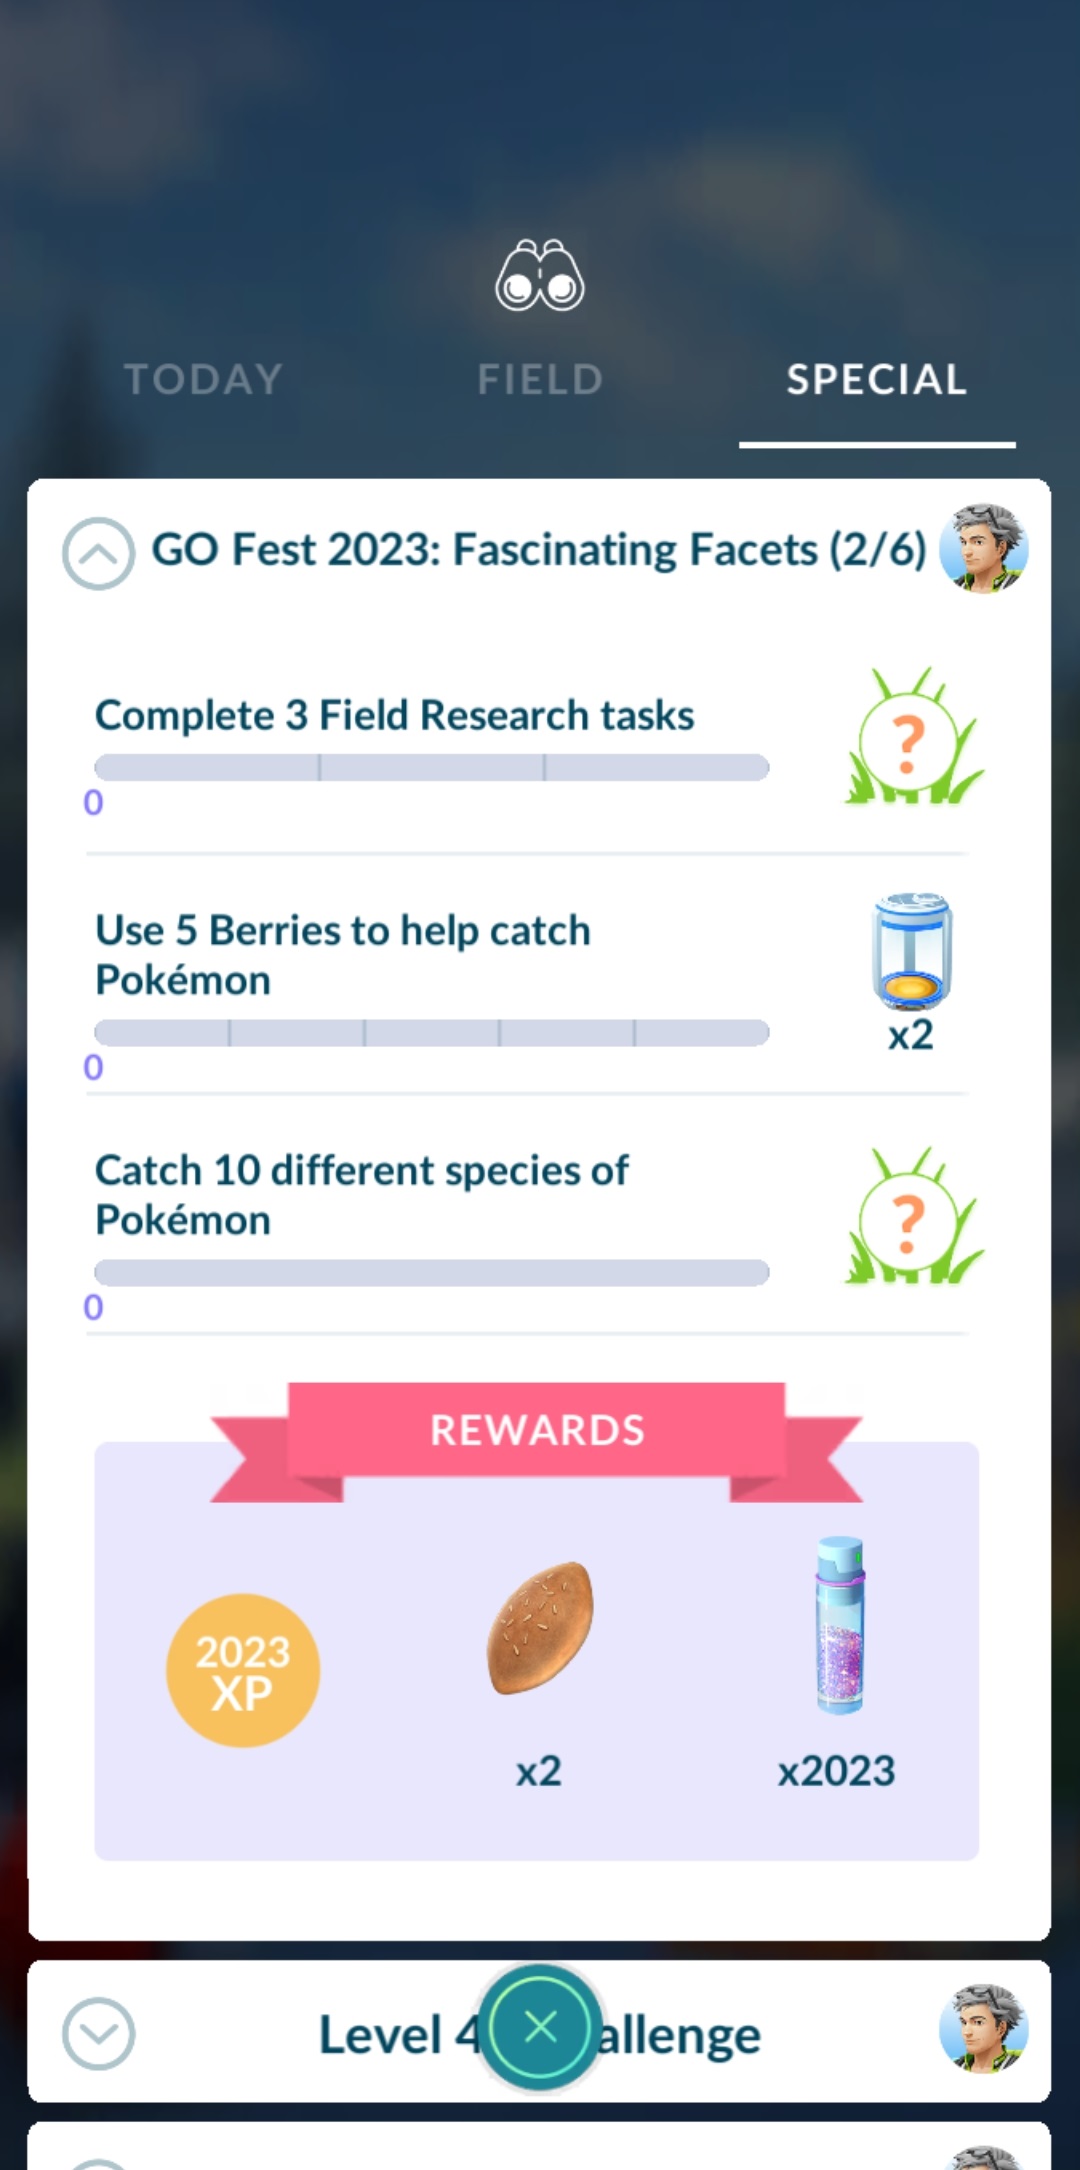 TODAY
FIELD
SPECIAL
GO Fest 2023: Fascinating Facets (2/6)
Complete 3 Field Research tasks
?
0
Use 5 Berries to help catch
Pokémon
x2
0
Catch 10 different species of
Pokémon
?
0
REWARDS
2023
XP
x2
x2023
Level 4 allenge